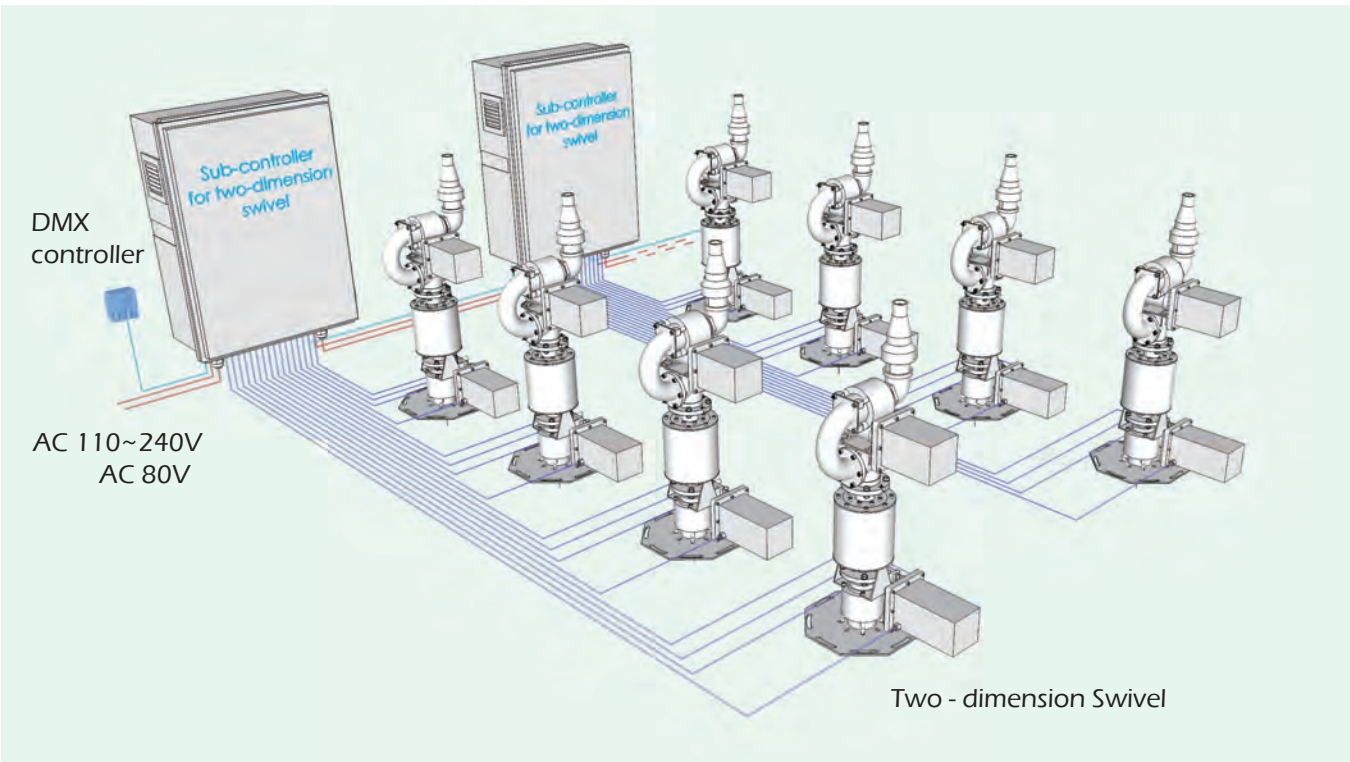 Sub-controller
for two-dimension
swivel
Sub-controller
for two-dimension
swivel
DMX
controller
AC 110~240V
AC 80V
Two - dimension Swivel